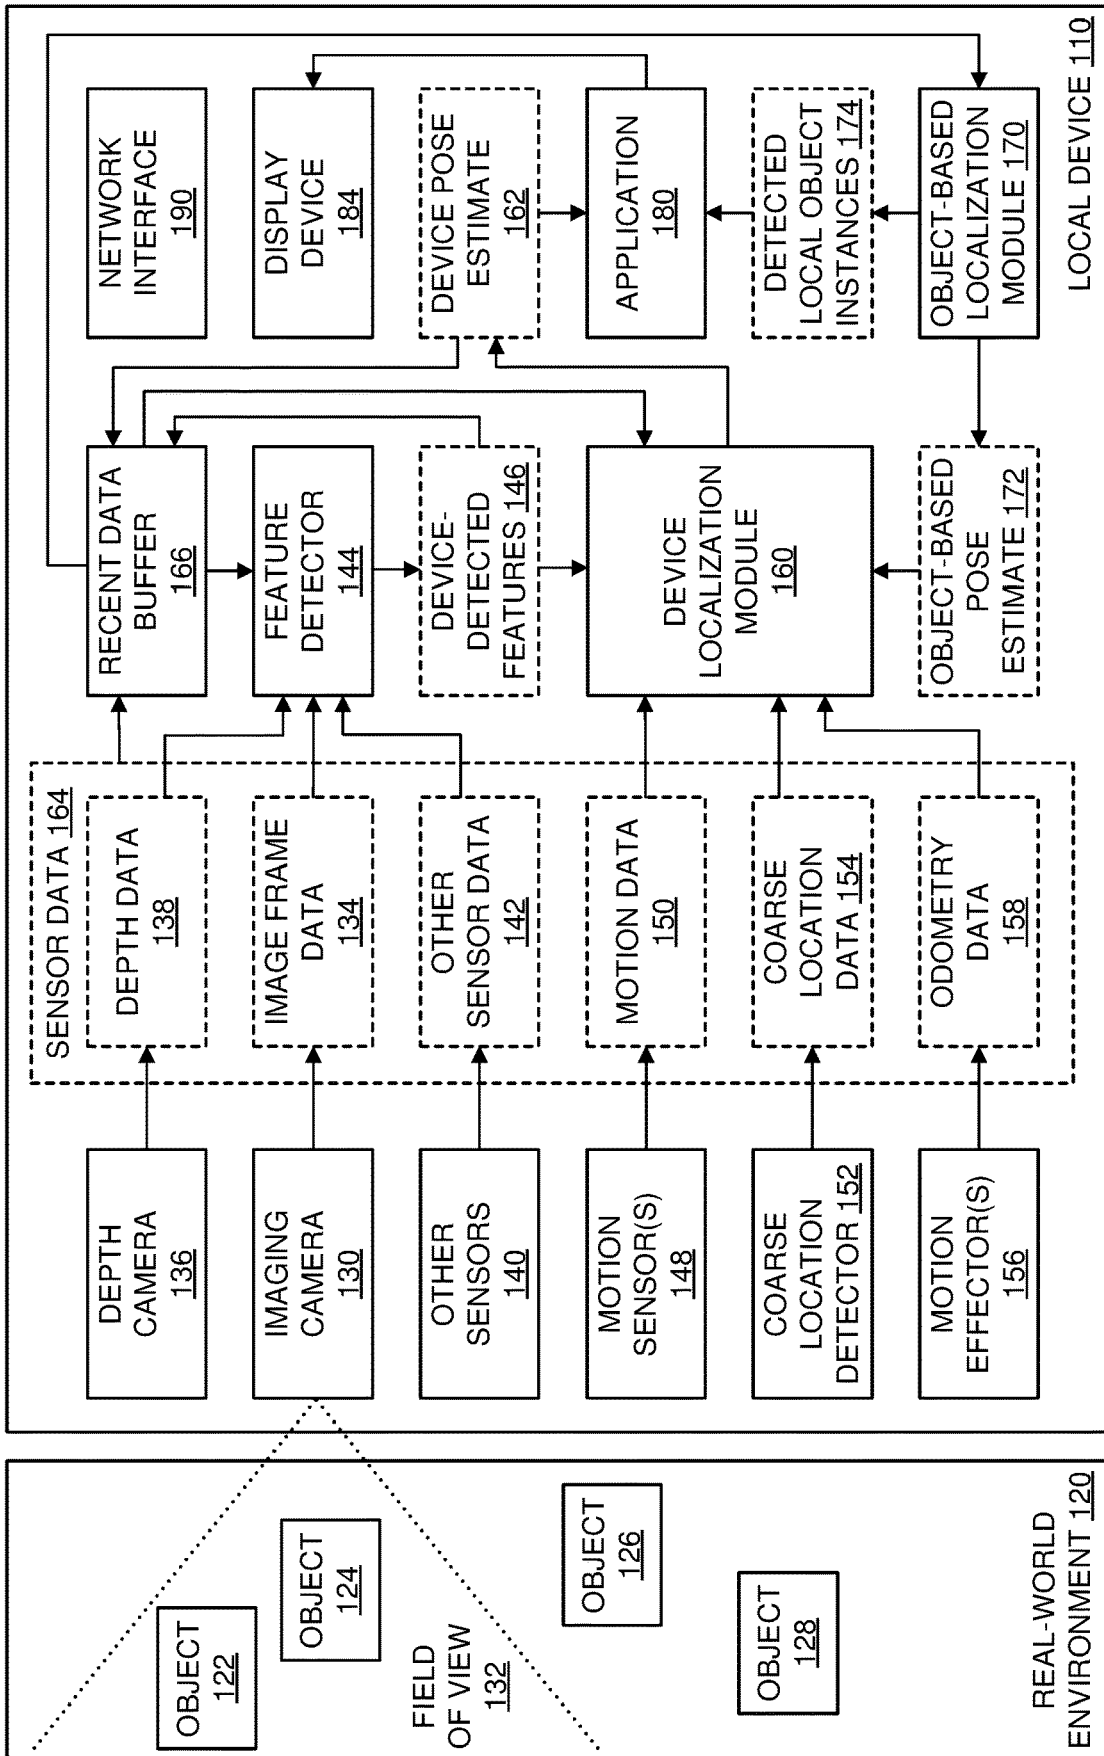 OBJECT
122
OBJECT
124
FIELD
OF VIEW
132
OBJECT
126
OBJECT
128
REAL-WORLD
ENVIRONMENT 120
DEPTH
CAMERA
136
IMAGING
CAMERA
130
OTHER
SENSORS
140
MOTION
SENSOR(S)
148
COARSE
LOCATION
DETECTOR 152
MOTION
EFFECTOR(S)
156
SENSOR DATA 164
DEPTH DATA
138
IMAGE FRAME
DATA
134
OTHER
SENSOR DATA
142
MOTION DATA
150
COARSE
LOCATION
DATA 154
ODOMETRY
DATA
158
RECENT DATA
BUFFER
166
FEATURE
DETECTOR
144
DEVICE-
DETECTED
FEATURES 146
DEVICE
LOCALIZATION
MODULE
160
OBJECT-BASED
POSE
ESTIMATE 172
NETWORK
INTERFACE
190
DISPLAY
DEVICE
184
DEVICE POSE
ESTIMATE
162
APPLICATION
180
DETECTED
LOCAL OBJECT
INSTANCES 174
OBJECT-BASED
LOCALIZATION
MODULE 170
LOCAL DEVICE 110